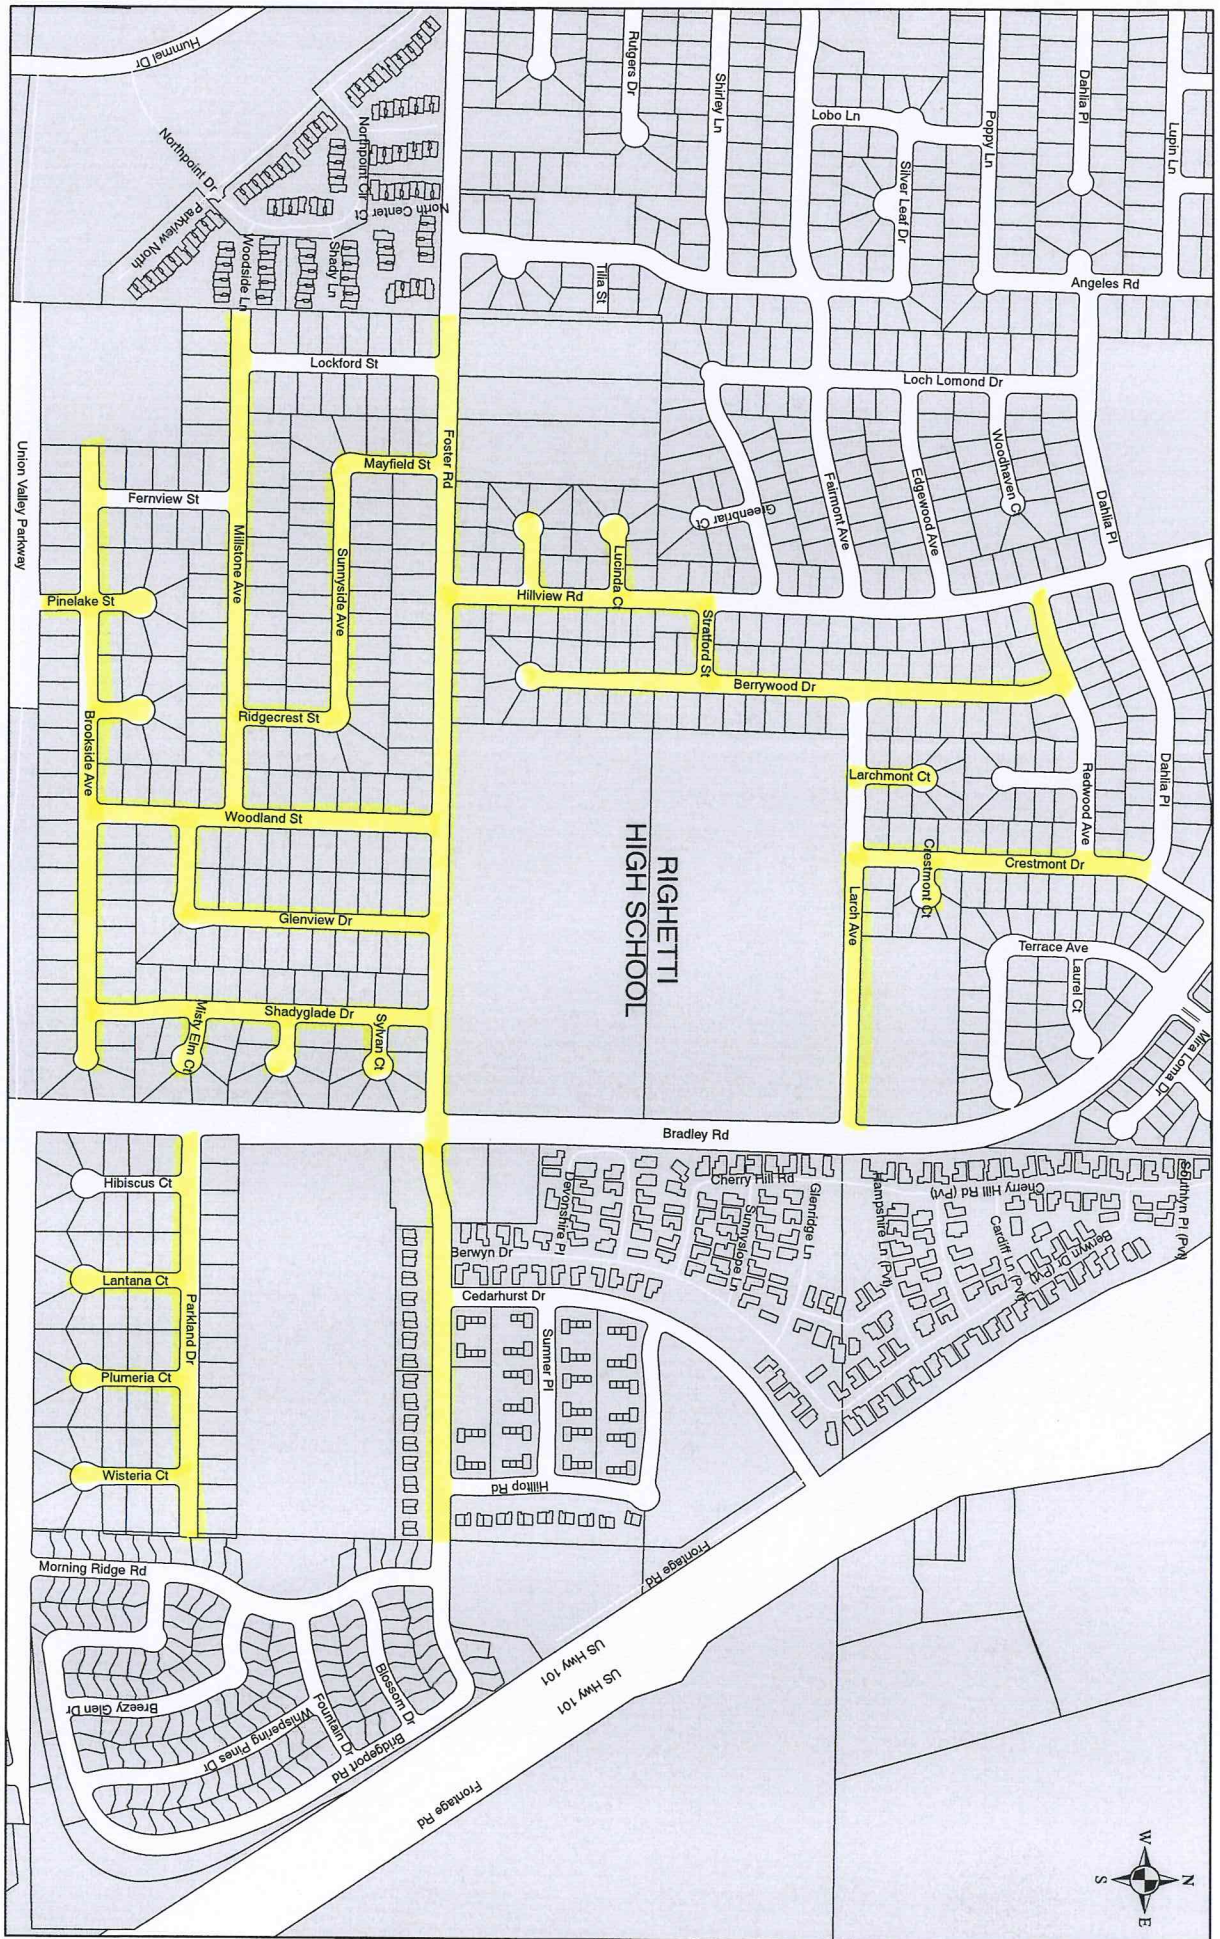 Hummel Dr
Northpoint Dr
Northpoint Cir
North Center Ct
Parkview North
Woodside Ln
Shady Ln
Rutgers Dr
Shirley Ln
Lobo Ln
Silver Leaf Dr
Poppy Ln
Dahlia Pl
Lupin Ln
Tilia St
Angeles Rd
Lockford St
Loch Lomond Dr
Union Valley Parkway
Fernview St
Millstone Ave
Mayfield St
Sunnyside Ave
Foster Rd
Lucinda C
Hillview Rd
Greenbriar Ct
Fairmont Ave
Edgewood Ave
Woodhaven C
Dahlia Pl
Pinelake St
Stratford St
Berrywood Dr
Ridgecrest St
Brookside Ave
Woodland St
Larchmont Ct
Redwood Ave
Dahlia Pl
RIGHETTI
HIGH SCHOOL
Crestmont Ct
Crestmont Dr
Glenview Dr
Larch Ave
Terrace Ave
Laurel Ct
Misty Elm Ct
Shadyglade Dr
Sylvan Ct
Mira Loma Dr
Bradley Rd
Hibiscus Ct
Devonshire Pl
Cherry Hill Rd
Glenridge Ln
Sunnyslope Ln
Hampshire Ln (Pvt)
Cherry Hill Rd (Pvt)
Cardiff Ln (Pvt)
Berwyn Dr (Pvt)
Berwyn Dr
Lantana Ct
Parkland Dr
Cedarhurst Dr
Sumner Pl
Plumeria Ct
Wisteria Ct
Hilltop Rd
Frontage Rd
Morning Ridge Rd
US Hwy 101
US Hwy 101
Blossom Dr
Fountain Dr
Breezy Glen Dr
Whispering Pines Dr
Bridgeport Rd
Frontage Rd
W
N
S
E